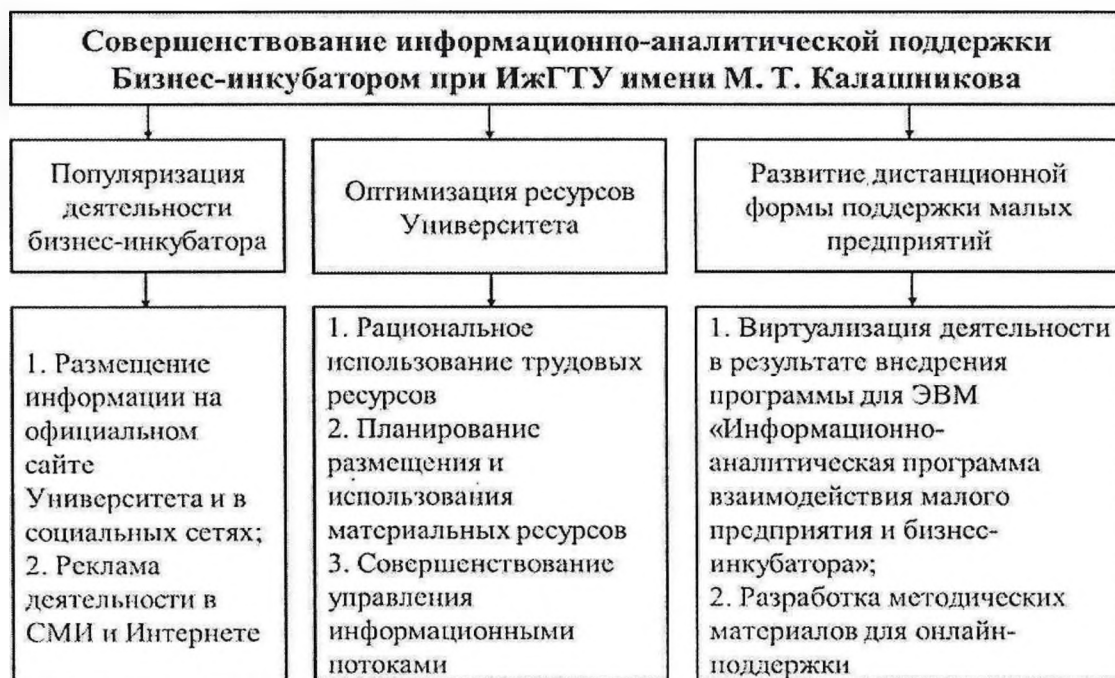 Совершенствование информационно-аналитической поддержки
Бизнес-инкубатором при ИжГТУ имени М. Т. Калашникова
Популяризация
деятельности
бизнес-инкубатора
Оптимизация ресурсов
Университета
Развитие дистанционной
формы поддержки малых
предприятий
1. Размещение
информации на
официальном
сайте
Университета и в
социальных сетях;
2. Реклама
деятельности в
СМИ и Интернете
1. Рациональное
использование трудовых
ресурсов
2. Планирование
размещения и
использования
материальных ресурсов
3. Совершенствование
управления
информационными
потоками
1. Виртуализация деятельности
в результате внедрения
программы для ЭВМ
«Информационно-
аналитическая программа
взаимодействия малого
предприятия и бизнес-
инкубатора»;
2. Разработка методических
материалов для онлайн-
поддержки